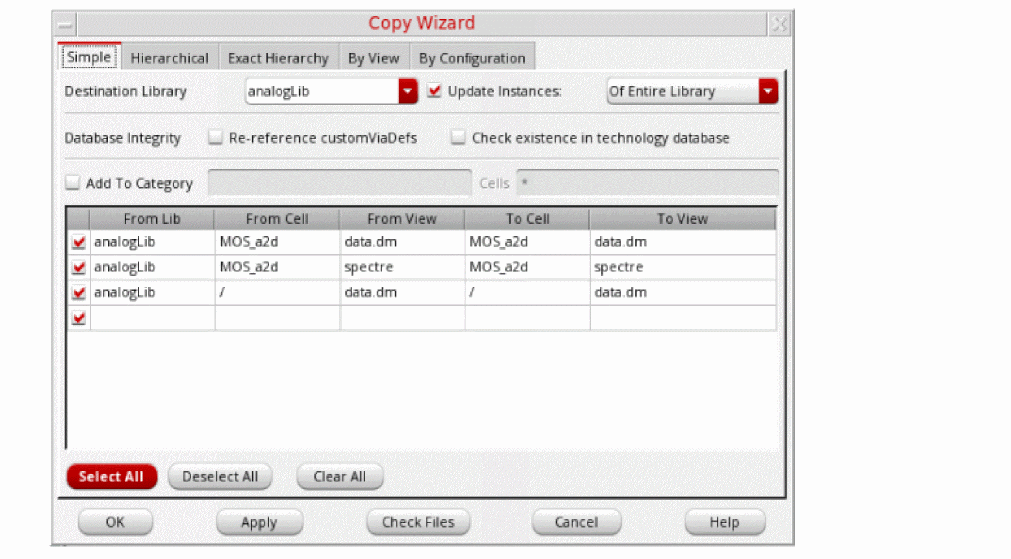 Copy Wizard
Simple Hierarchical Exact Hierarchy By View By Configuration
Destination Library analogLib Update Instances: Of Entire Library
Database Integrity Re-reference customViaDefs Check existence in technology database
Add To Category Cells *
From Lib From Cell From View To Cell To View
analogLib MOS_a2d data.dm MOS_a2d data.dm
analogLib MOS_a2d spectre MOS_a2d spectre
analogLib / data.dm / data.dm
Select All Deselect All Clear All
OK Apply Check Files Cancel Help